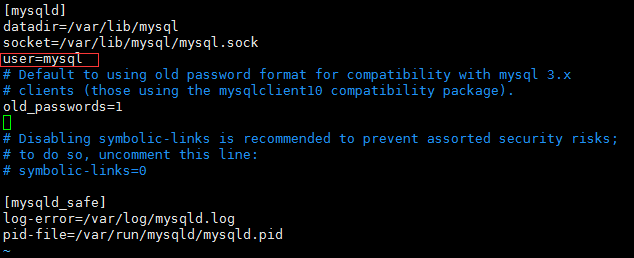 [mysqld]
datadir=/var/lib/mysql
socket=/var/lib/mysql/mysql.sock
user=mysql
# Default to using old password format for compatibility with mysql 3.x
# clients (those using the mysqlclient10 compatibility package).
old_passwords=1
# Disabling symbolic-links is recommended to prevent assorted security risks;
# to do so, uncomment this line:
# symbolic-links=0
[mysqld_safe]
log-error=/var/log/mysqld.log
pid-file=/var/run/mysqld/mysqld.pid
~